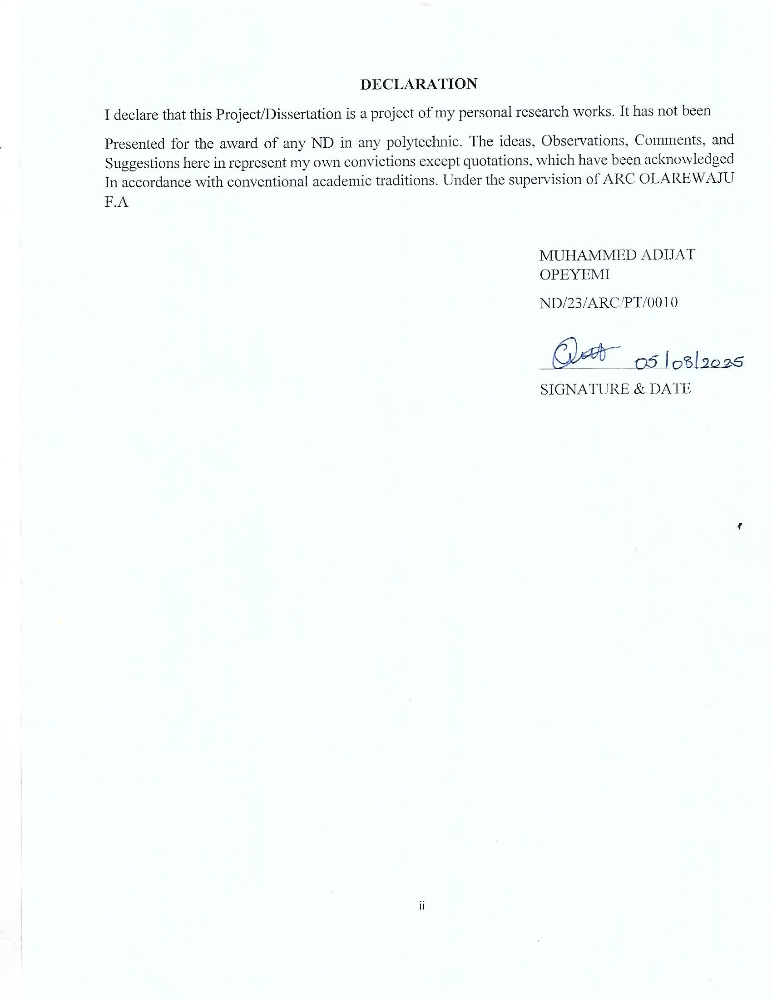 DECLARATION
I declare that this Project/Dissertation is a project of my personal research works. It has not been
Presented for the award of any ND in any polytechnic. The ideas, Observations, Comments, and
Suggestions here in represent my own convictions except quotations, which have been acknowledged
In accordance with conventional academic traditions. Under the supervision of ARC OLAREWAJU
F.A
MUHAMMED ADIJAT
OPEYEMI
ND/23/ARC/PT/0010
05/08/2025
SIGNATURE & DATE
ii